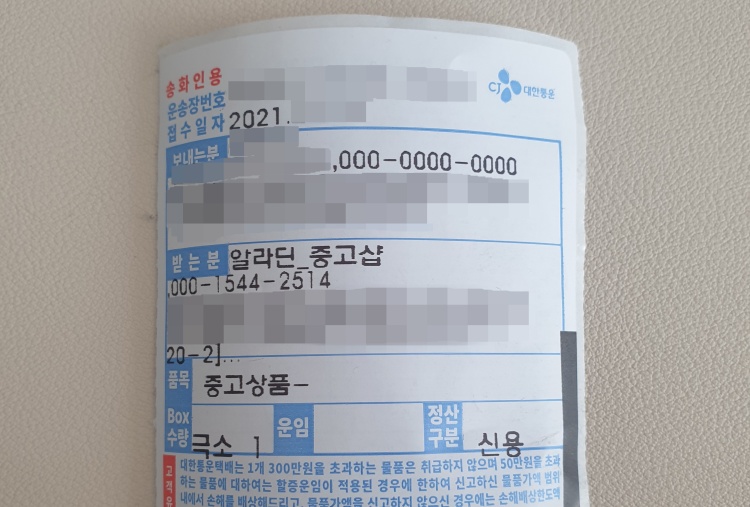 송화인용
CJ 대한통운
운송장번호
접수일자 2021.
보내는분
,000-0000-0000
받는분 알라딘_중고샵
,000-1544-2514
20-2]...
품목 중고상품-
Box
수량 극소 1 운임 정산
구분 신용
대한통운택배는 1개 300만원을 초과하는 물품은 취급하지 않으며 50만원을 초과
하는 물품에 대하여는 할증운임이 적용된 경우에 한하여 신고하신 물품가액 범위
내에서 손해를 배상해드리고, 물품가액을 신고하지 않으신 경우에는 손해배상한도액
고객